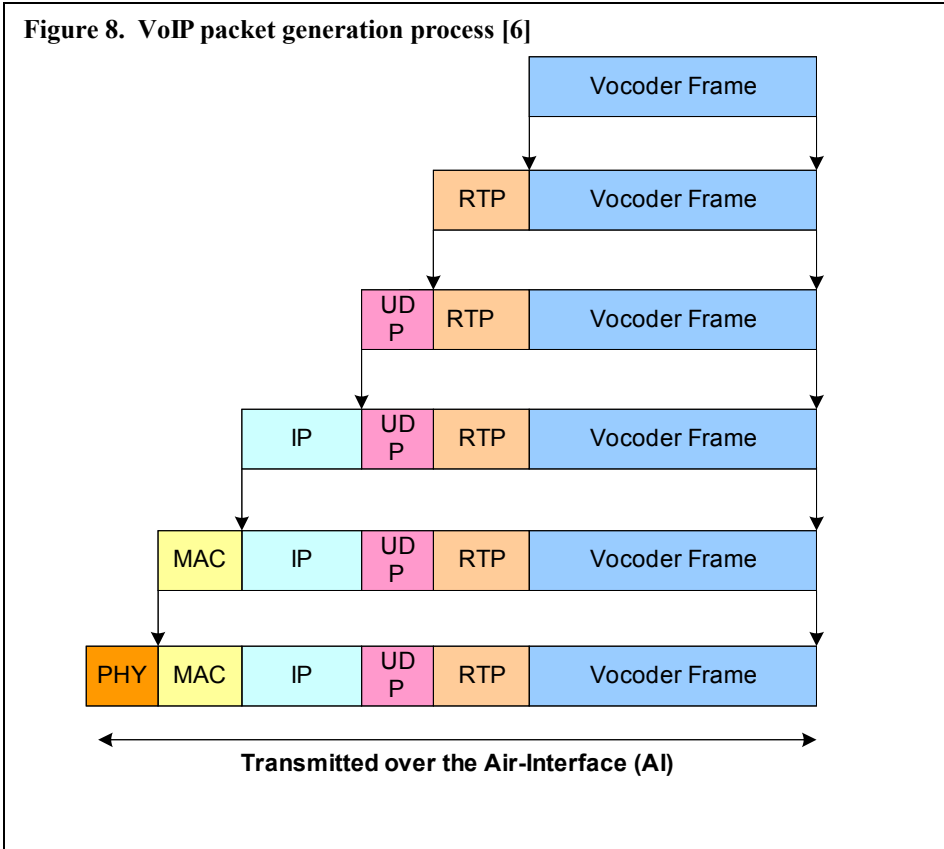 Figure 8. VoIP packet generation process [6]
Vocoder Frame
RTP Vocoder Frame
UD
P
RTP Vocoder Frame
IP
UD
P
RTP Vocoder Frame
MAC IP
UD
P
RTP Vocoder Frame
PHY MAC IP
UD
P
RTP Vocoder Frame
Transmitted over the Air-Interface (AI)